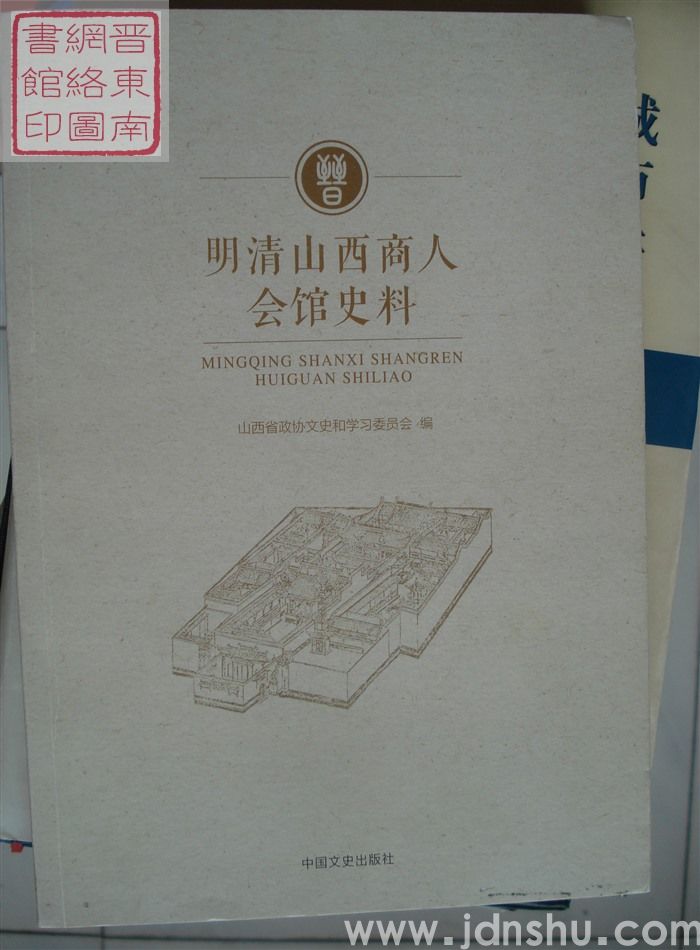 晋東南
網絡圖
書館印
晉
明清山西商人
会馆史料
MINGQING SHANXI SHANGREN
HUIGUAN SHILIAO
山西省政协文史和学习委员会 编
中国文史出版社
www.jdnshu.com